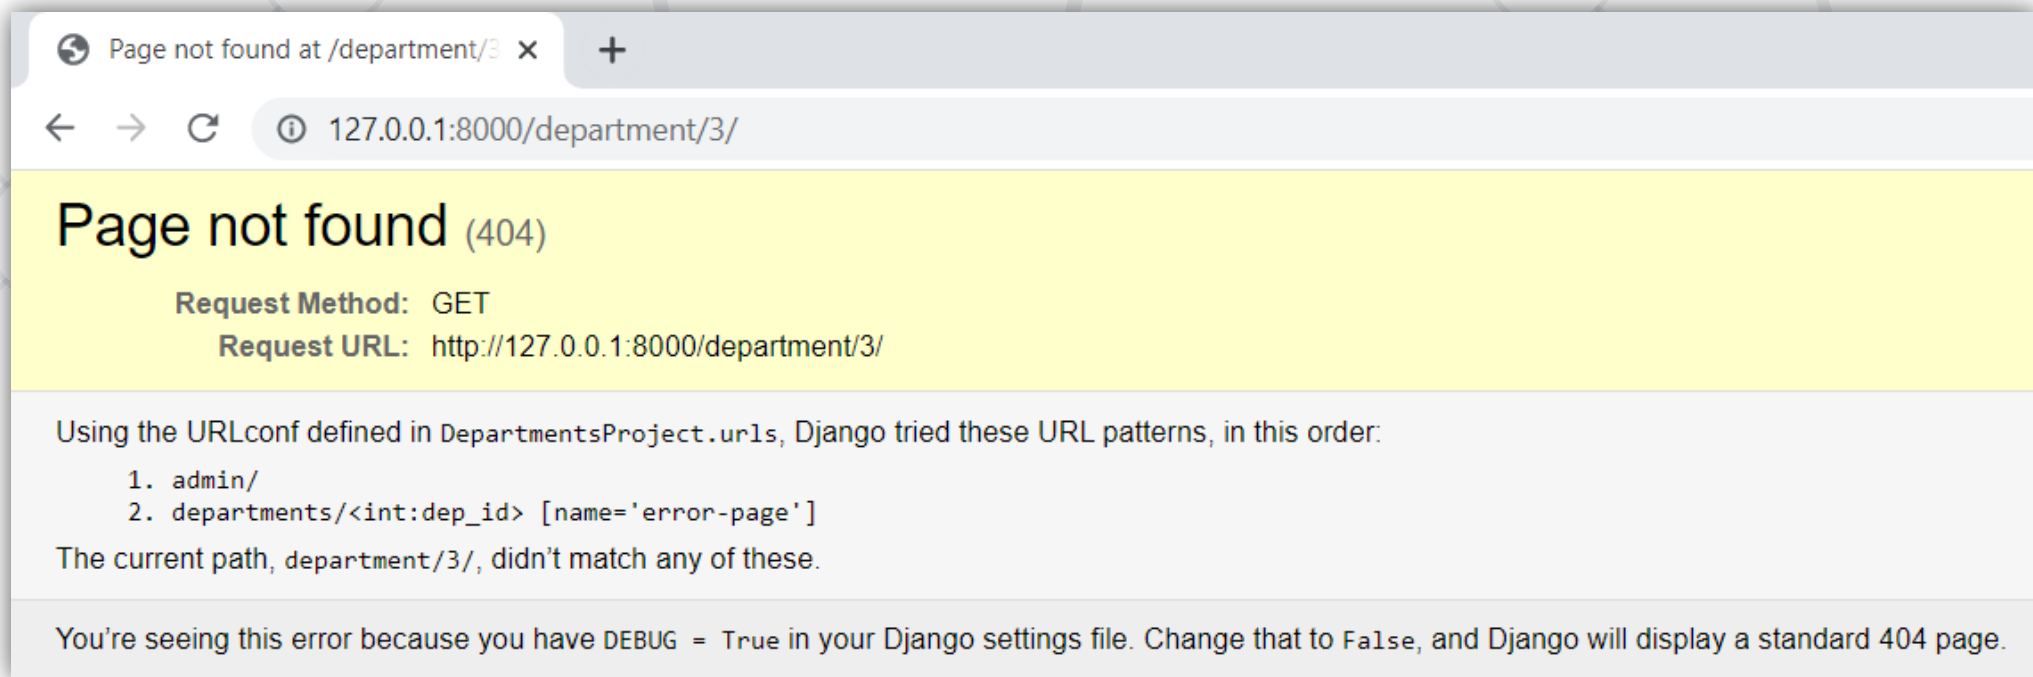 Page not found at /department/3
127.0.0.1:8000/department/3/
Page not found (404)
Request Method: GET
Request URL: http://127.0.0.1:8000/department/3/
Using the URLconf defined in DepartmentsProject.urls, Django tried these URL patterns, in this order:
1. admin/
2. departments/<int:dep_id> [name='error-page']
The current path, department/3/, didn’t match any of these.
You’re seeing this error because you have DEBUG = True in your Django settings file. Change that to False, and Django will display a standard 404 page.